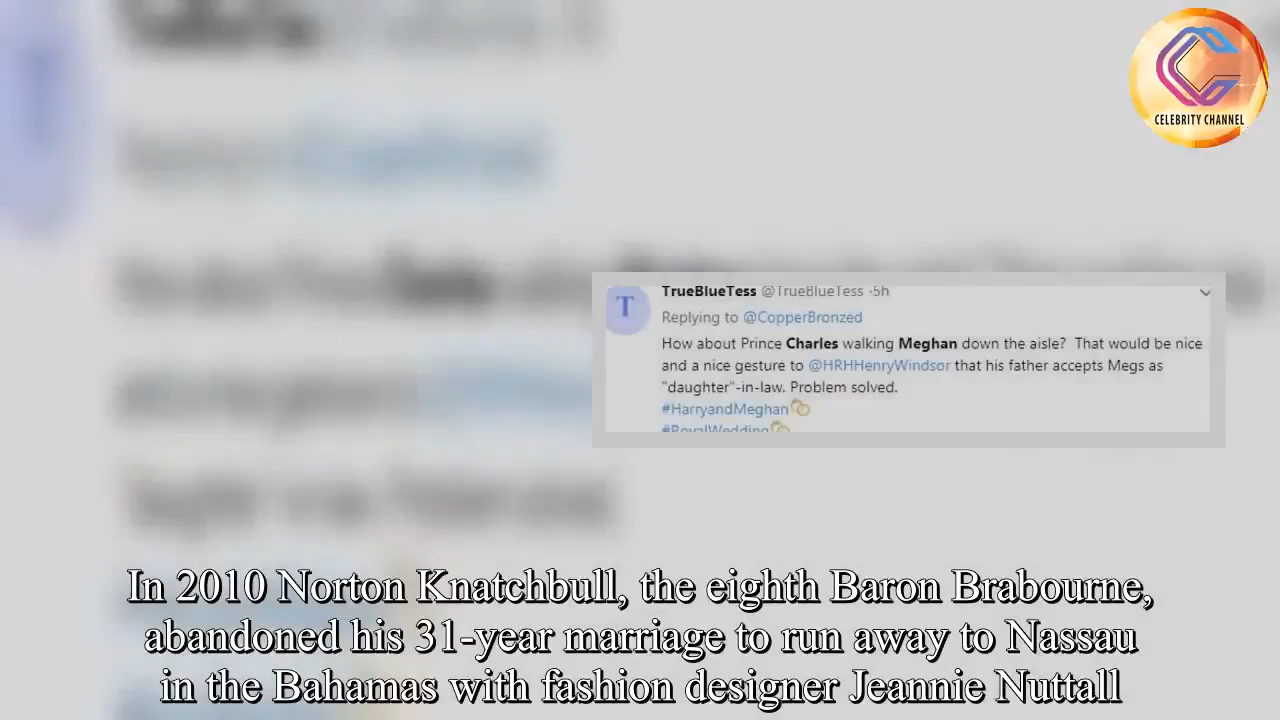 CELEBRITY CHANNEL
T
TrueBlueTess @TrueBlueTess ·5h
Replying to @CopperBronzed
How about Prince Charles walking Meghan down the aisle? That would be nice
and a nice gesture to @HRHHenryWindsor that his father accepts Megs as
"daughter"-in-law. Problem solved.
#HarryandMeghan
#RoyalWedding
In 2010 Norton Knatchbull, the eighth Baron Brabourne,
abandoned his 31-year marriage to run away to Nassau
in the Bahamas with fashion designer Jeannie Nuttall